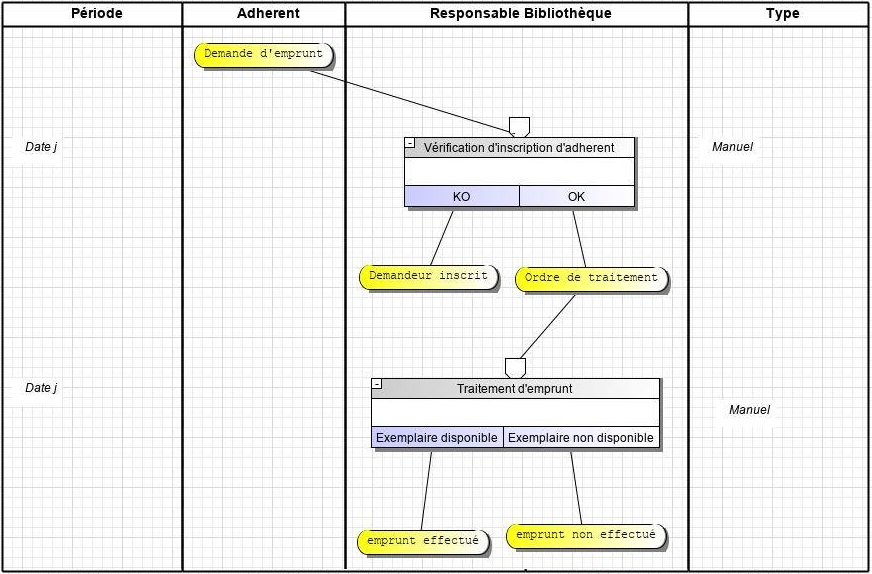 Période Adherent Responsable Bibliothèque Type
Demande d'emprunt
Date j
Vérification d'inscription d'adherent
Manuel
KO OK
Demandeur inscrit
Ordre de traitement
Date j
Traitement d'emprunt
Manuel
Exemplaire disponible Exemplaire non disponible
emprunt effectué
emprunt non effectué